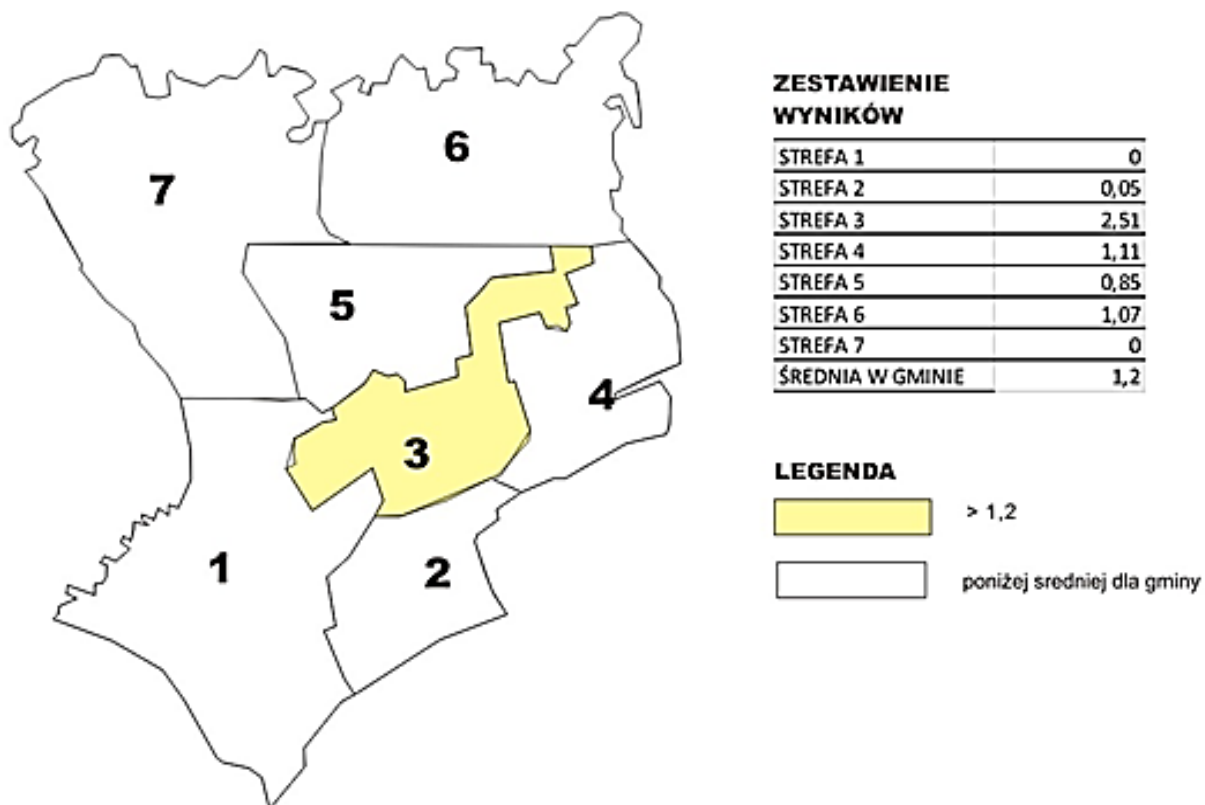 7
6
5
4
3
1
2
ZESTAWIENIE
WYNIKÓW
STREFA 1 0
STREFA 2 0,05
STREFA 3 2,51
STREFA 4 1,11
STREFA 5 0,85
STREFA 6 1,07
STREFA 7 0
ŚREDNIA W GMINIE 1,2
LEGENDA
> 1,2
poniżej sredniej dla gminy